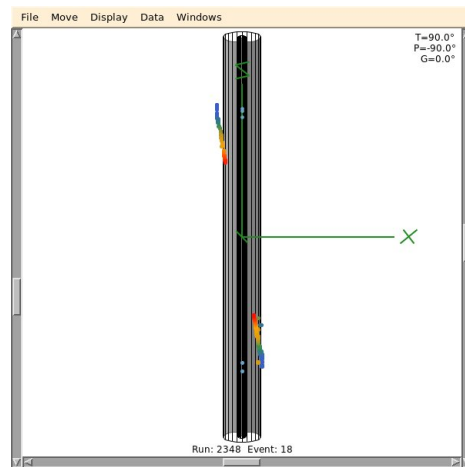 File Move Display Data Windows
T=90.0°
P=-90.0°
G=0.0°
Z
X
Run: 2348 Event: 18